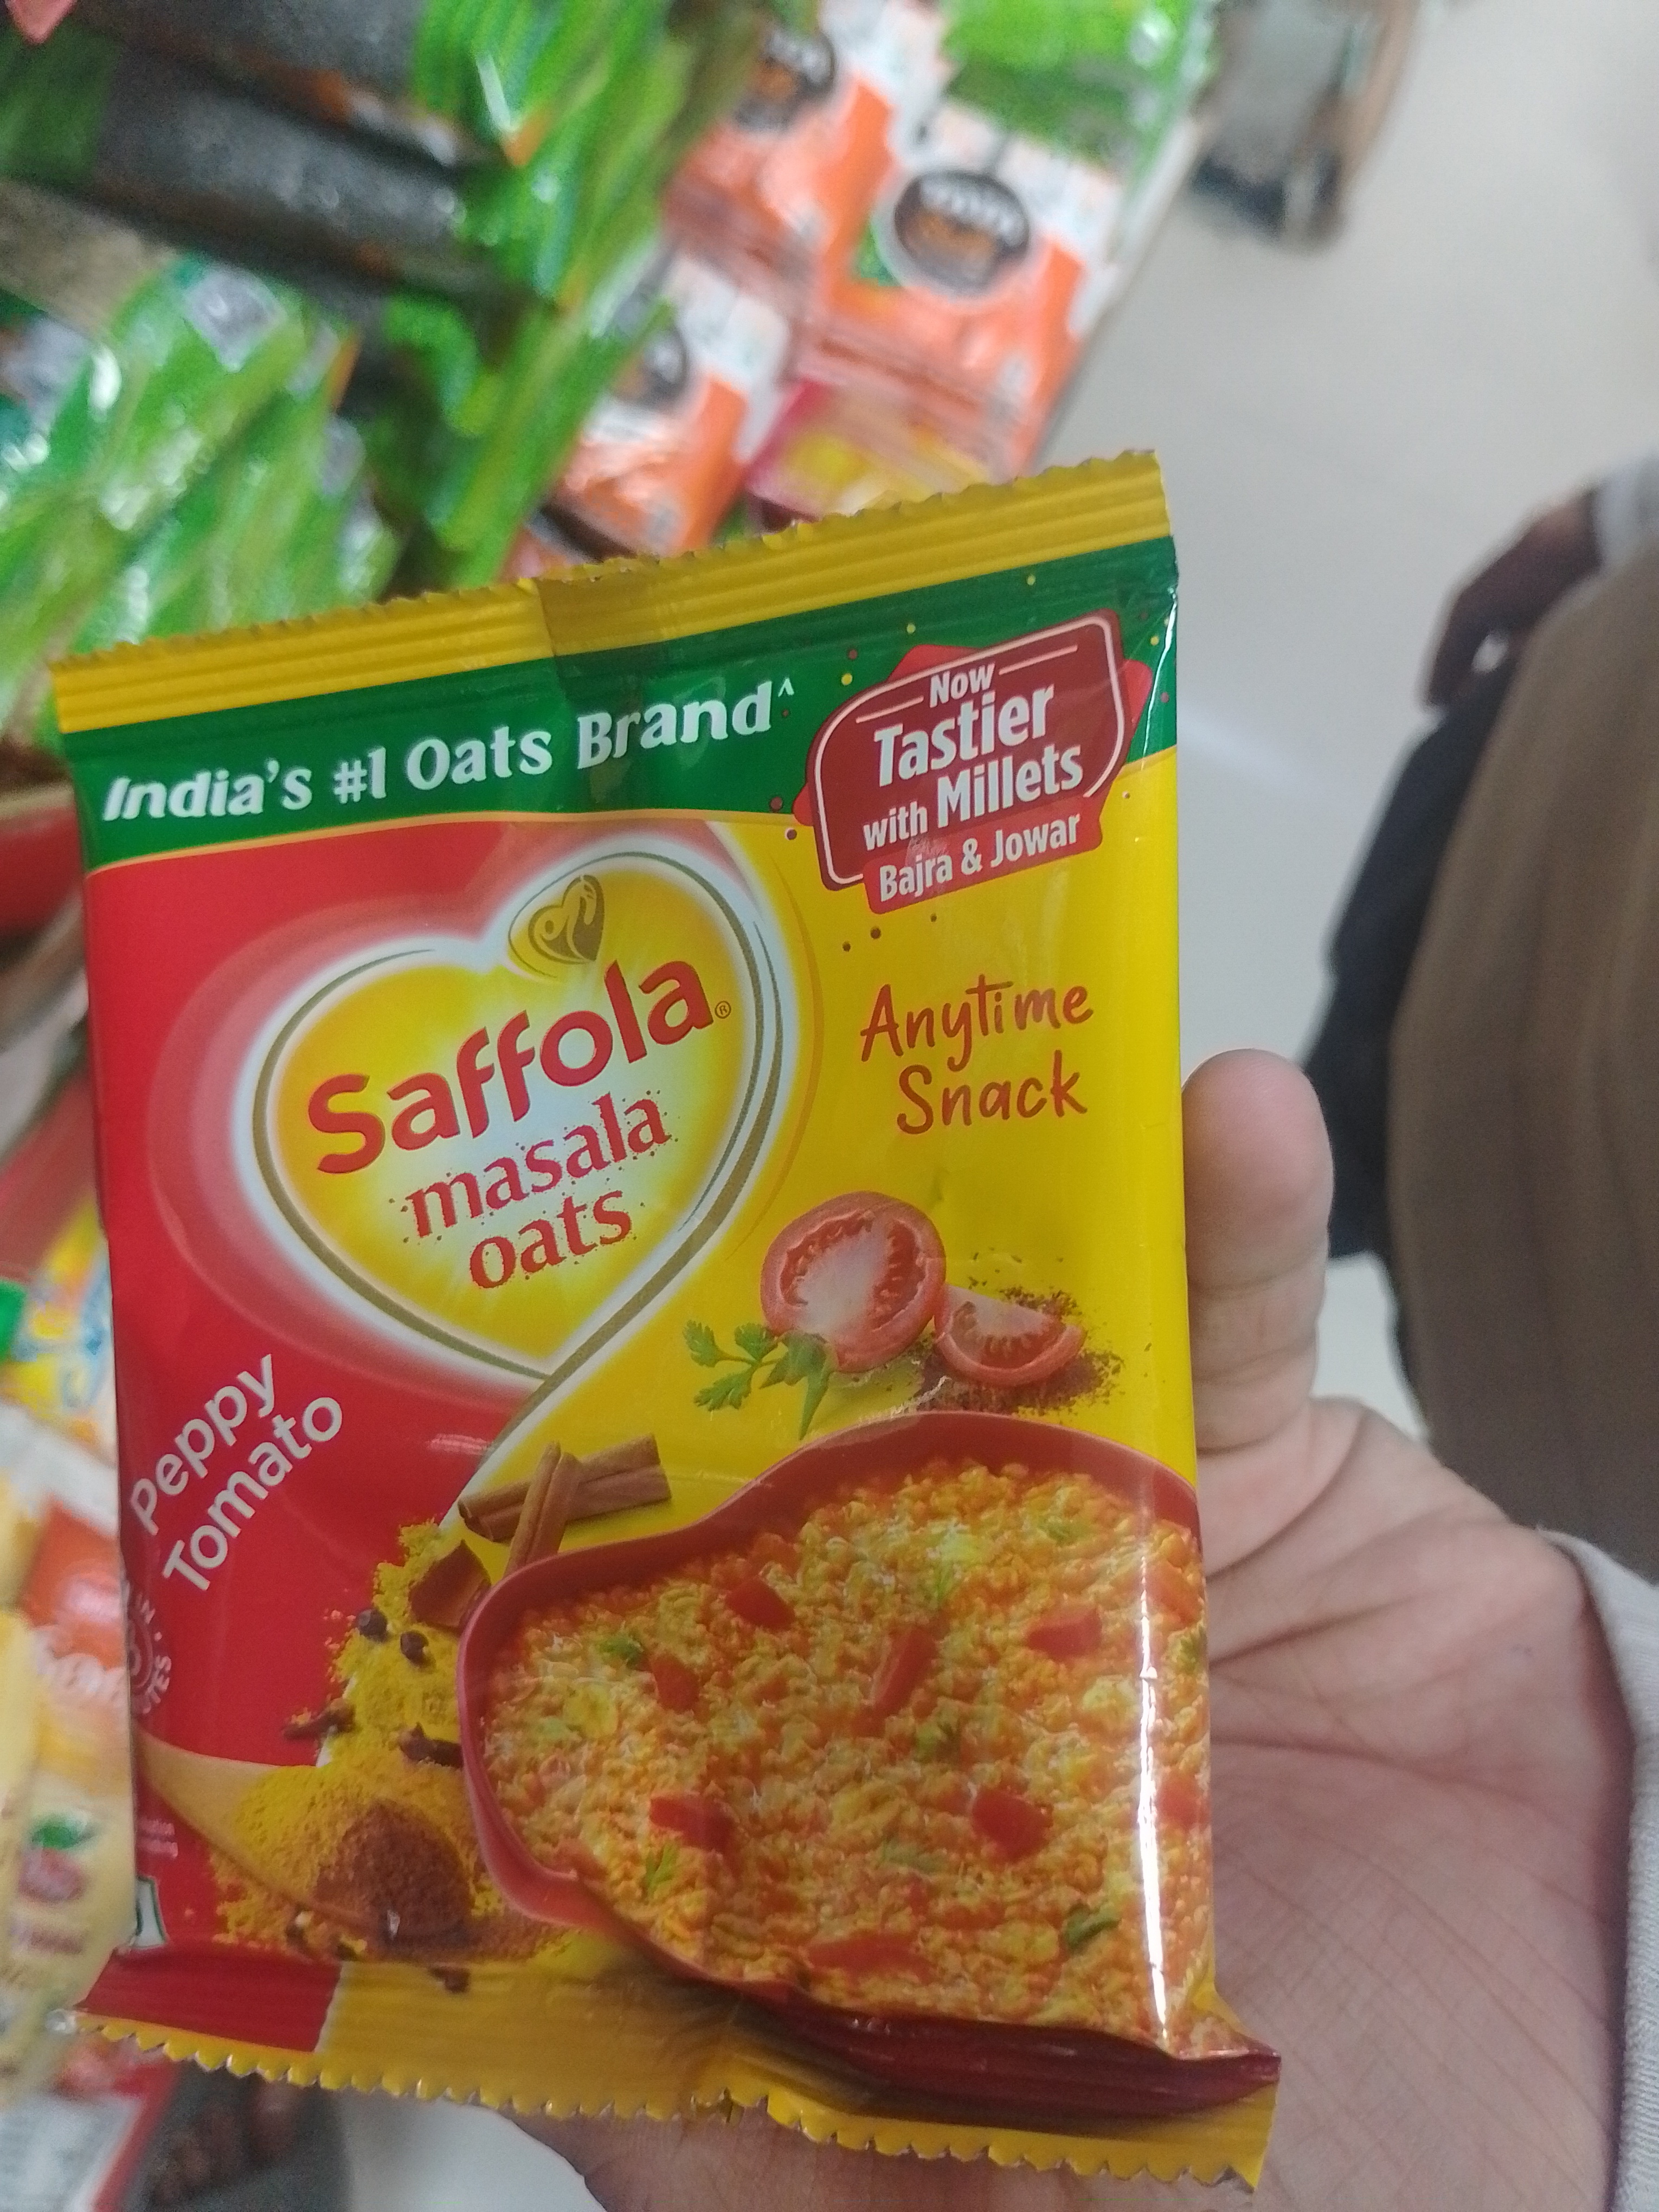 India's #1 Oats Brand^
Now
Tastier
with Millets
Bajra & Jowar
Saffola®
masala
oats
Anytime
Snack
Peppy
Tomato